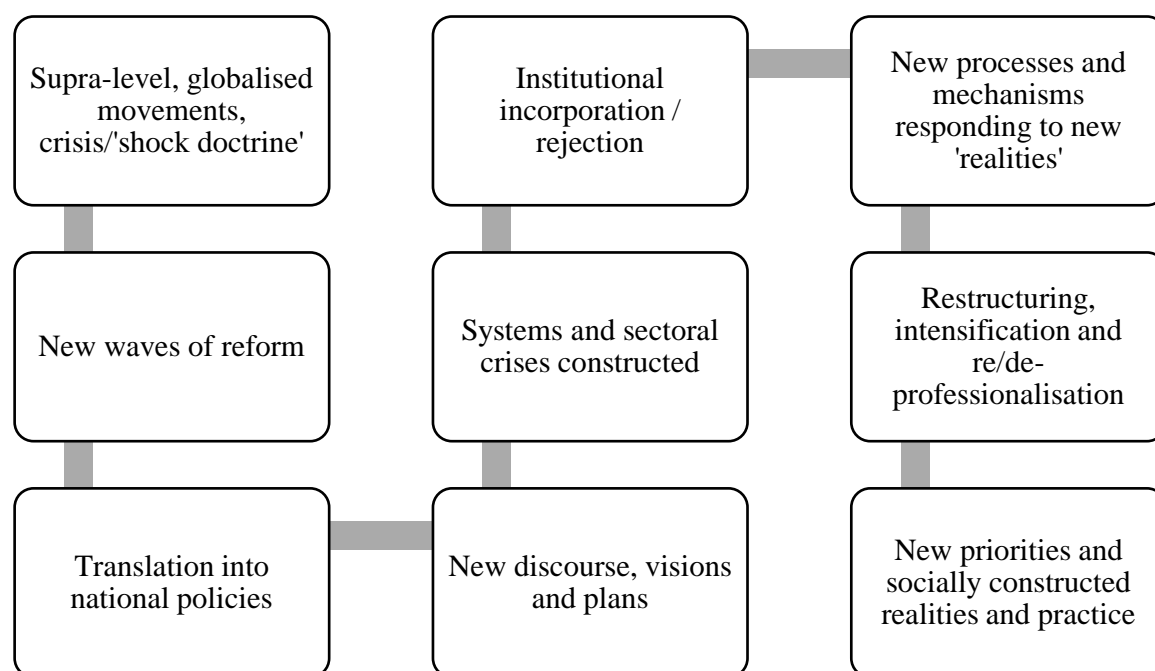 Supra-level, globalised
movements,
crisis/'shock doctrine'
New waves of reform
Translation into
national policies
New discourse, visions
and plans
Systems and sectoral
crises constructed
Institutional
incorporation /
rejection
New processes and
mechanisms
responding to new
'realities'
Restructuring,
intensification and
re/de-
professionalisation
New priorities and
socially constructed
realities and practice